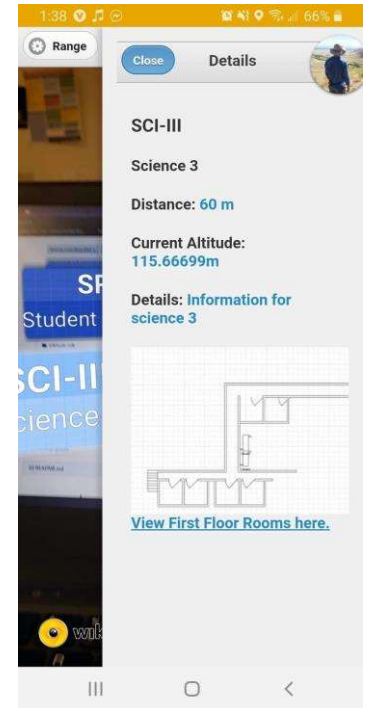 1:38
66%
Range
Close
Details
SCI-III
Science 3
Distance: 60 m
Current Altitude:
115.66699m
Details: Information for
science 3
Student
SCI-II
cience
View First Floor Rooms here.
wik